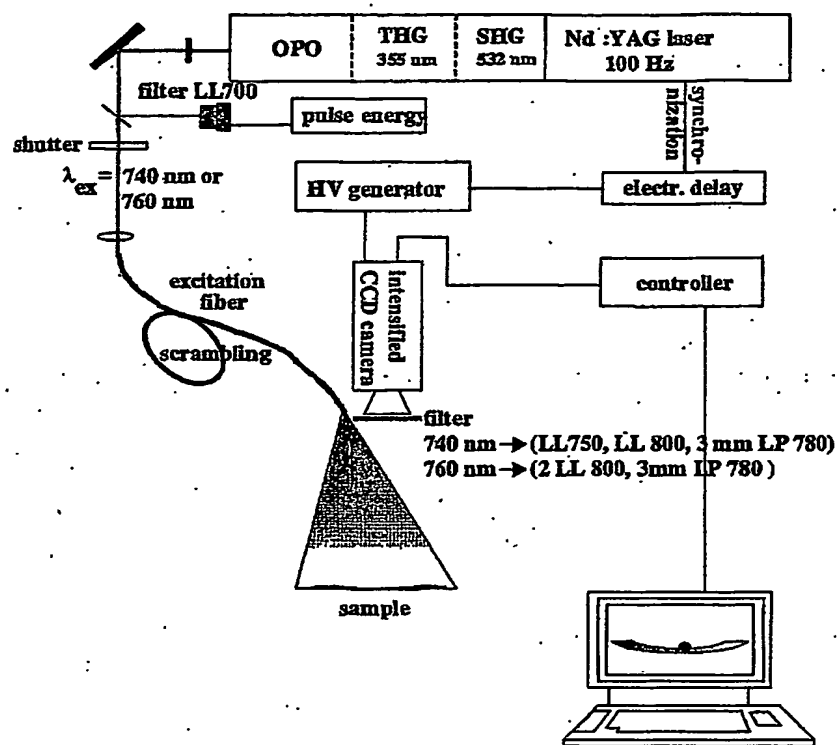 OPO
THG
355 nm
SHG
532 nm
Nd :YAG laser
100 Hz
filter LL700
pulse energy
synchro-
nization
shutter
λex = 740 nm or
760 nm
HV generator
electr. delay
excitation
fiber
scrambling
intensified
CCD camera
controller
filter
740 nm→(LL750, LL 800, 3 mm LP 780)
760 nm→(2 LL 800, 3mm LP 780 )
sample